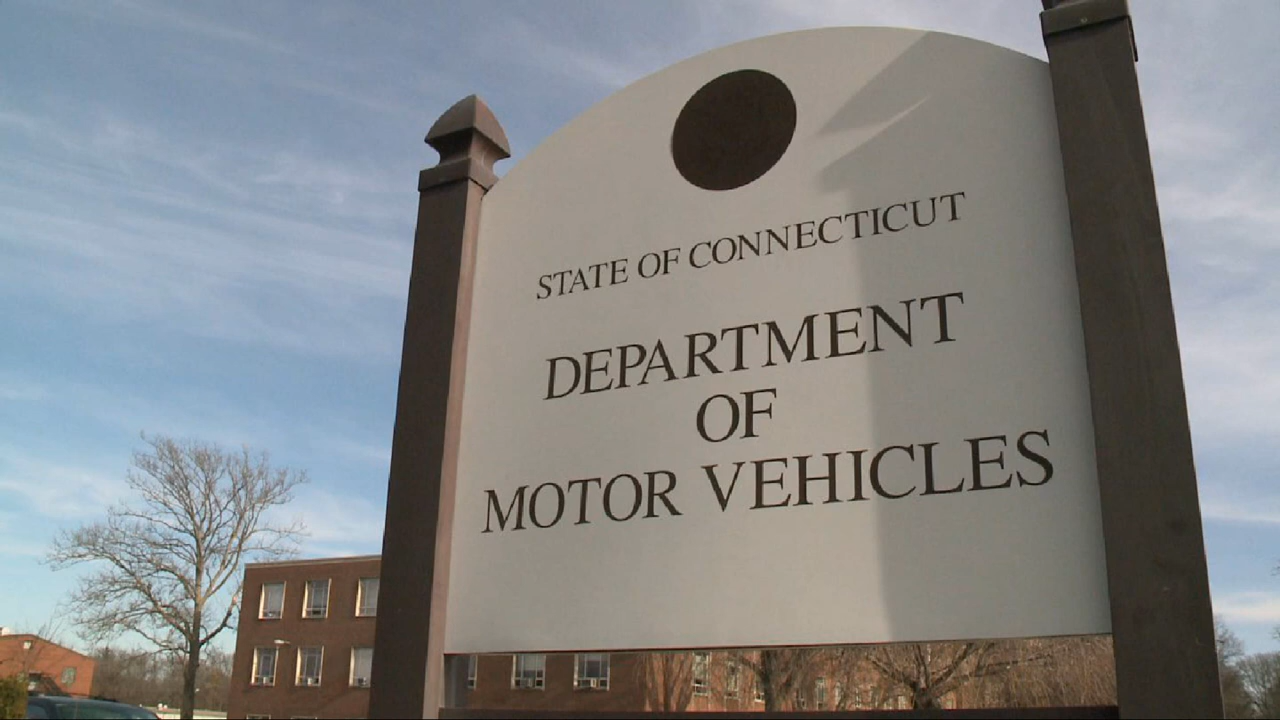 STATE OF CONNECTICUT
DEPARTMENT
OF
MOTOR VEHICLES